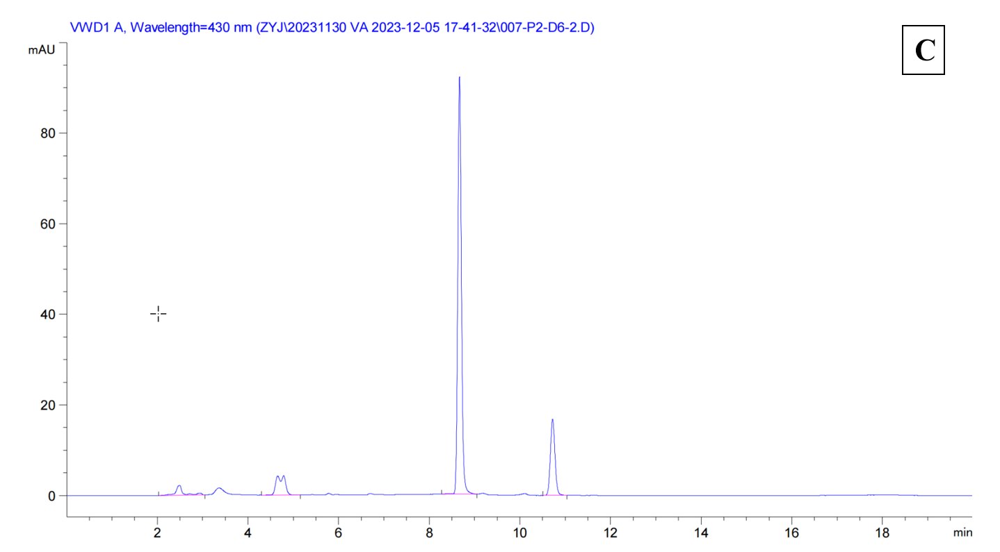 VWD1 A, Wavelength=430 nm (ZYJ\20231130 VA 2023-12-05 17-41-32\007-P2-D6-2.D)
C
mAU
80
60
40
20
0
2 4 6 8 10 12 14 16 18 min